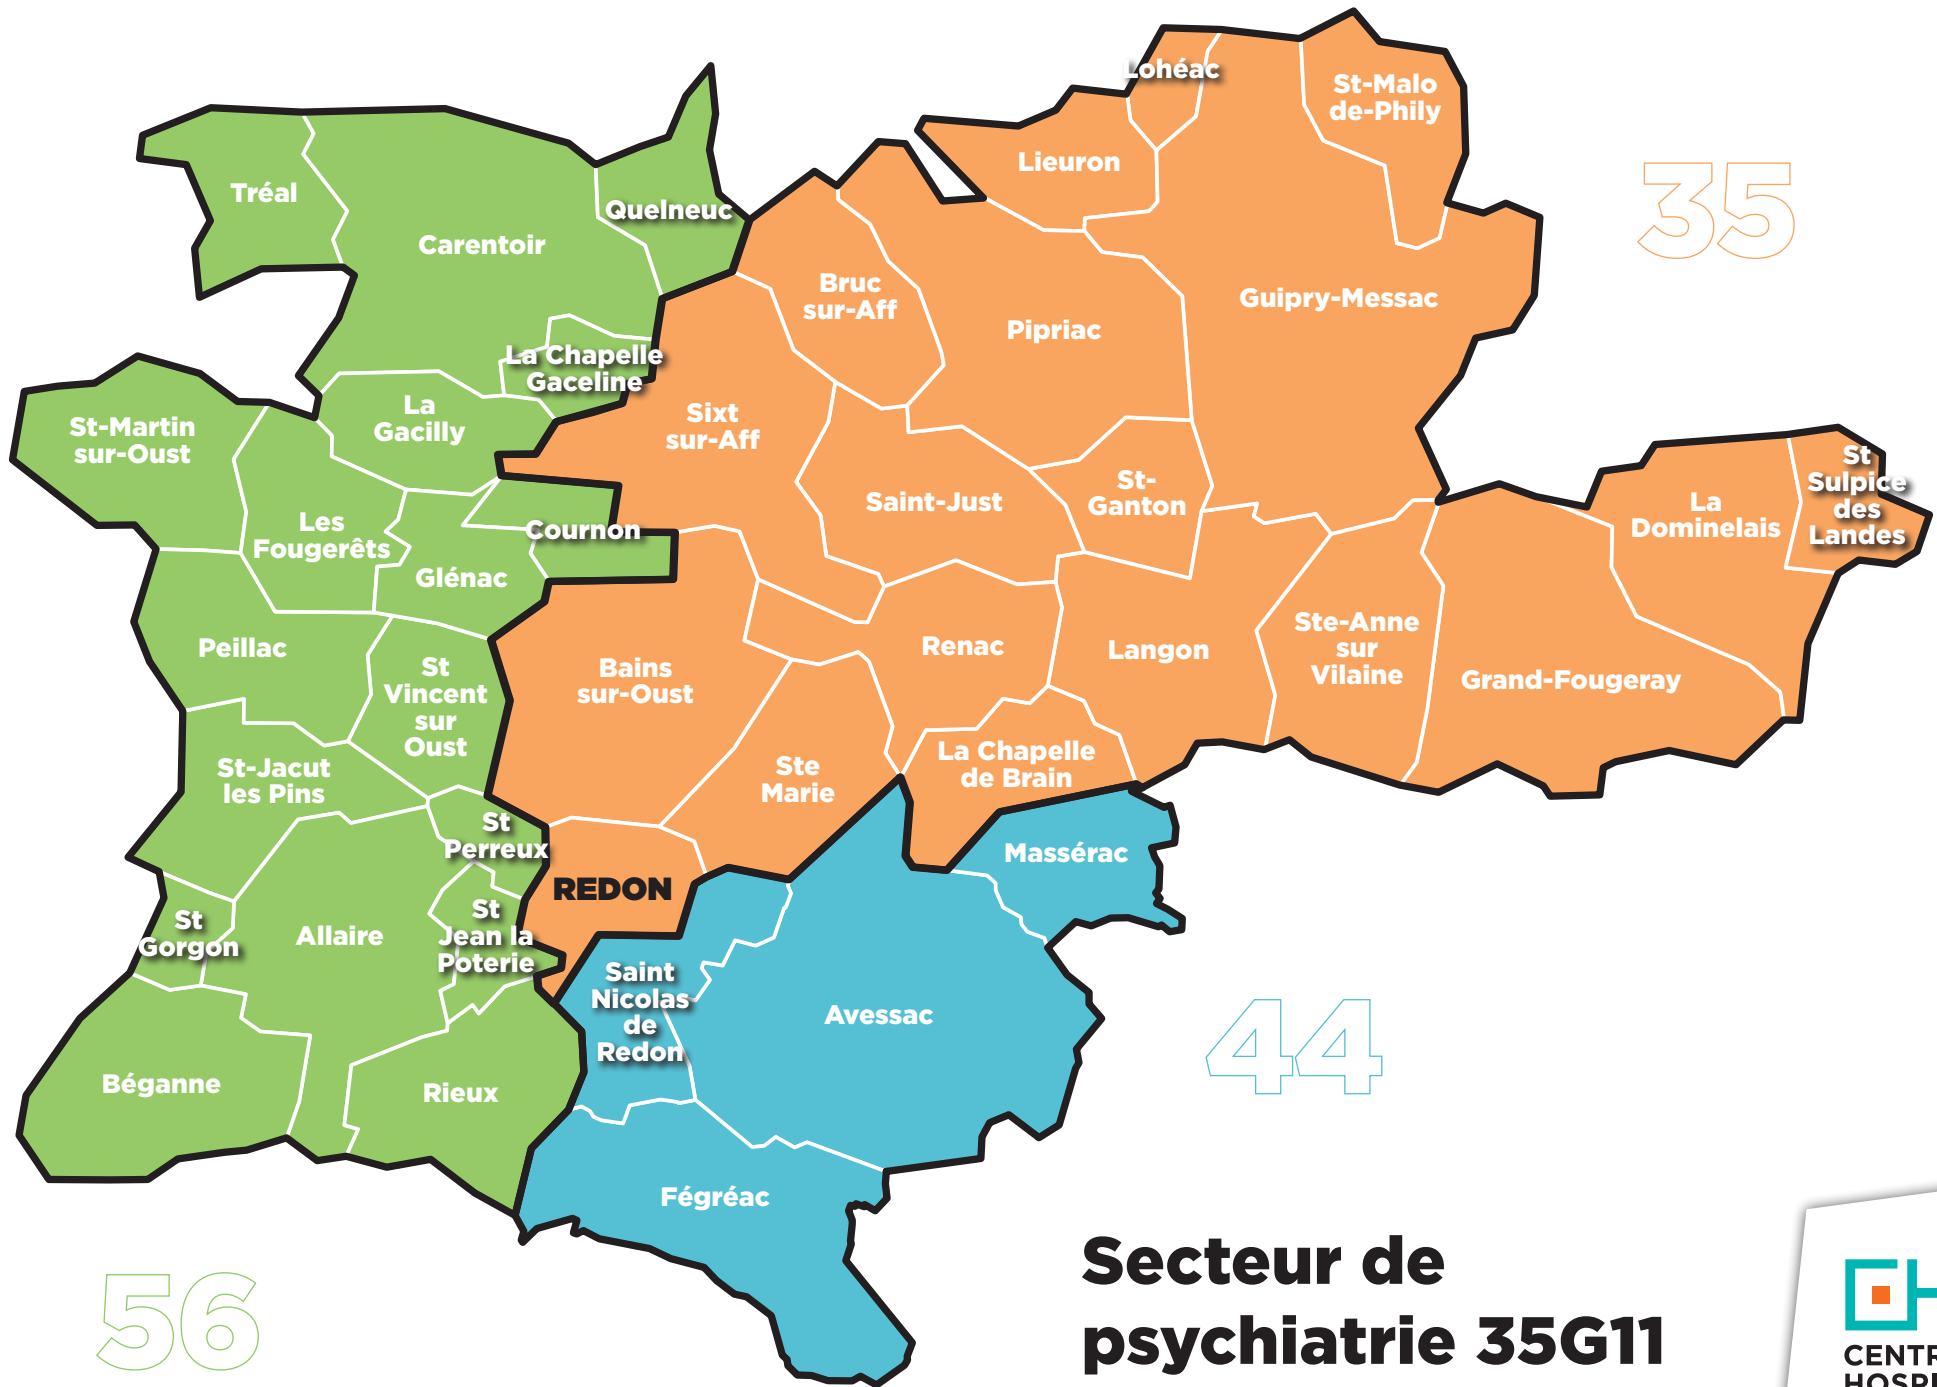 Lohéac
St-Malo
de-Phily
Lieuron
35
Tréal
Quelneuc
Carentoir
Bruc
sur-Aff
Guipry-Messac
Pipriac
La Chapelle
Gaceline
La
Gacilly
Sixt
sur-Aff
St-Martin
sur-Oust
St
Sulpice
des
Landes
La
Dominelais
Saint-Just
St-
Ganton
Les
Fougerêts
Cournon
Glénac
Peillac
Bains
sur-Oust
Renac
Langon
Ste-Anne
sur
Vilaine
Grand-Fougeray
St
Vincent
sur
Oust
St-Jacut
les Pins
Ste
Marie
La Chapelle
de Brain
St
Perreux
Massérac
REDON
St
Gorgon
Allaire
St
Jean la
Poterie
Saint
Nicolas
de
Redon
Avessac
44
Béganne
Rieux
Fégréac
56
Secteur de
psychiatrie 35G11